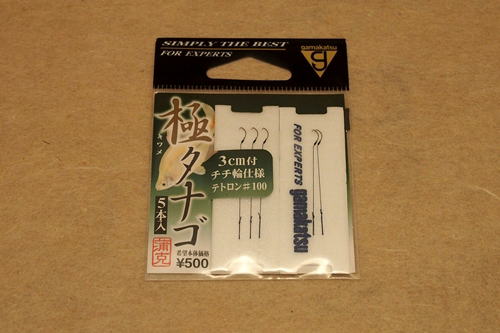 SIMPLY THE BEST
FOR EXPERTS
gamakatsu
極タナゴ
キワメ
5本入
蒲克
希望本体価格
¥500
3cm付
チチ輪仕様
テトロン#100
FOR EXPERTS
gamakatsu